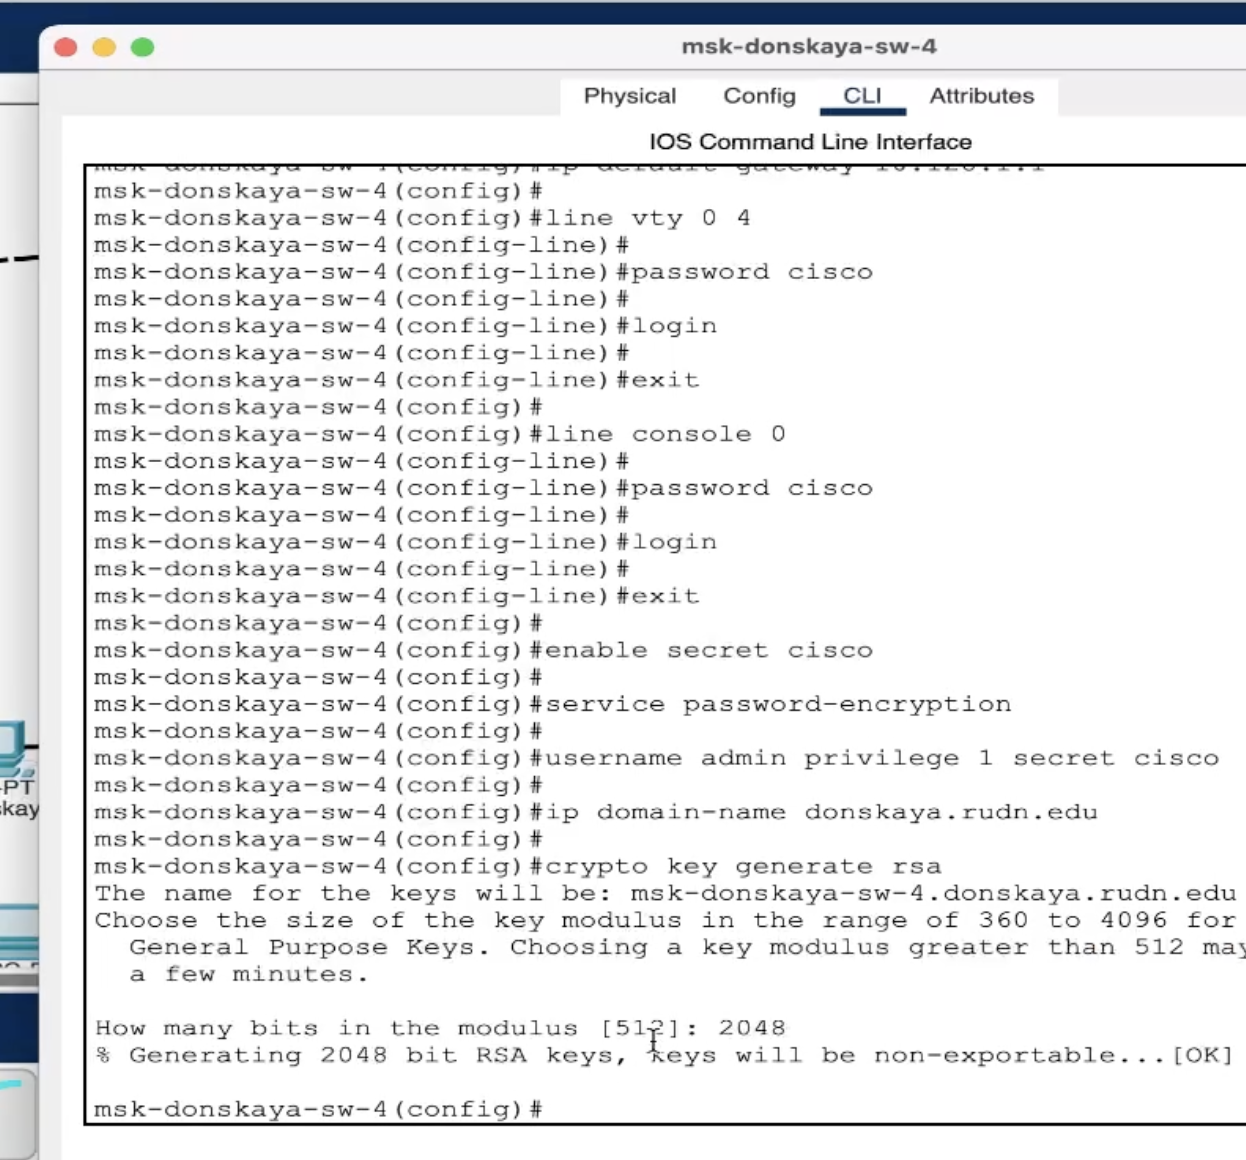 msk-donskaya-sw-4
Physical Config CLI Attributes
IOS Command Line Interface
msk-donskaya-sw-4(config)#ip default-gateway 10.128.1.1
msk-donskaya-sw-4(config)#
msk-donskaya-sw-4(config)#line vty 0 4
msk-donskaya-sw-4(config-line)#
msk-donskaya-sw-4(config-line)#password cisco
msk-donskaya-sw-4(config-line)#
msk-donskaya-sw-4(config-line)#login
msk-donskaya-sw-4(config-line)#
msk-donskaya-sw-4(config-line)#exit
msk-donskaya-sw-4(config)#
msk-donskaya-sw-4(config)#line console 0
msk-donskaya-sw-4(config-line)#
msk-donskaya-sw-4(config-line)#password cisco
msk-donskaya-sw-4(config-line)#
msk-donskaya-sw-4(config-line)#login
msk-donskaya-sw-4(config-line)#
msk-donskaya-sw-4(config-line)#exit
msk-donskaya-sw-4(config)#
msk-donskaya-sw-4(config)#enable secret cisco
msk-donskaya-sw-4(config)#
msk-donskaya-sw-4(config)#service password-encryption
msk-donskaya-sw-4(config)#
msk-donskaya-sw-4(config)#username admin privilege 1 secret cisco
msk-donskaya-sw-4(config)#
msk-donskaya-sw-4(config)#ip domain-name donskaya.rudn.edu
msk-donskaya-sw-4(config)#
msk-donskaya-sw-4(config)#crypto key generate rsa
The name for the keys will be: msk-donskaya-sw-4.donskaya.rudn.edu
Choose the size of the key modulus in the range of 360 to 4096 for
General Purpose Keys. Choosing a key modulus greater than 512 may
a few minutes.
How many bits in the modulus [512]: 2048
% Generating 2048 bit RSA keys, keys will be non-exportable...[OK]
msk-donskaya-sw-4(config)#
-PT
skay